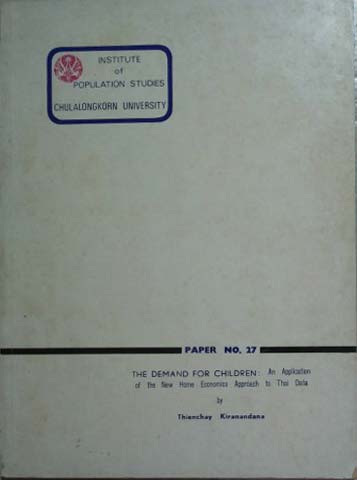 INSTITUTE
of
POPULATION STUDIES
CHULALONGKORN UNIVERSITY
PAPER NO. 27
THE DEMAND FOR CHILDREN: An Application
of the New Home Economics Approach to Thai Data
by
Thienchay Kiranandana